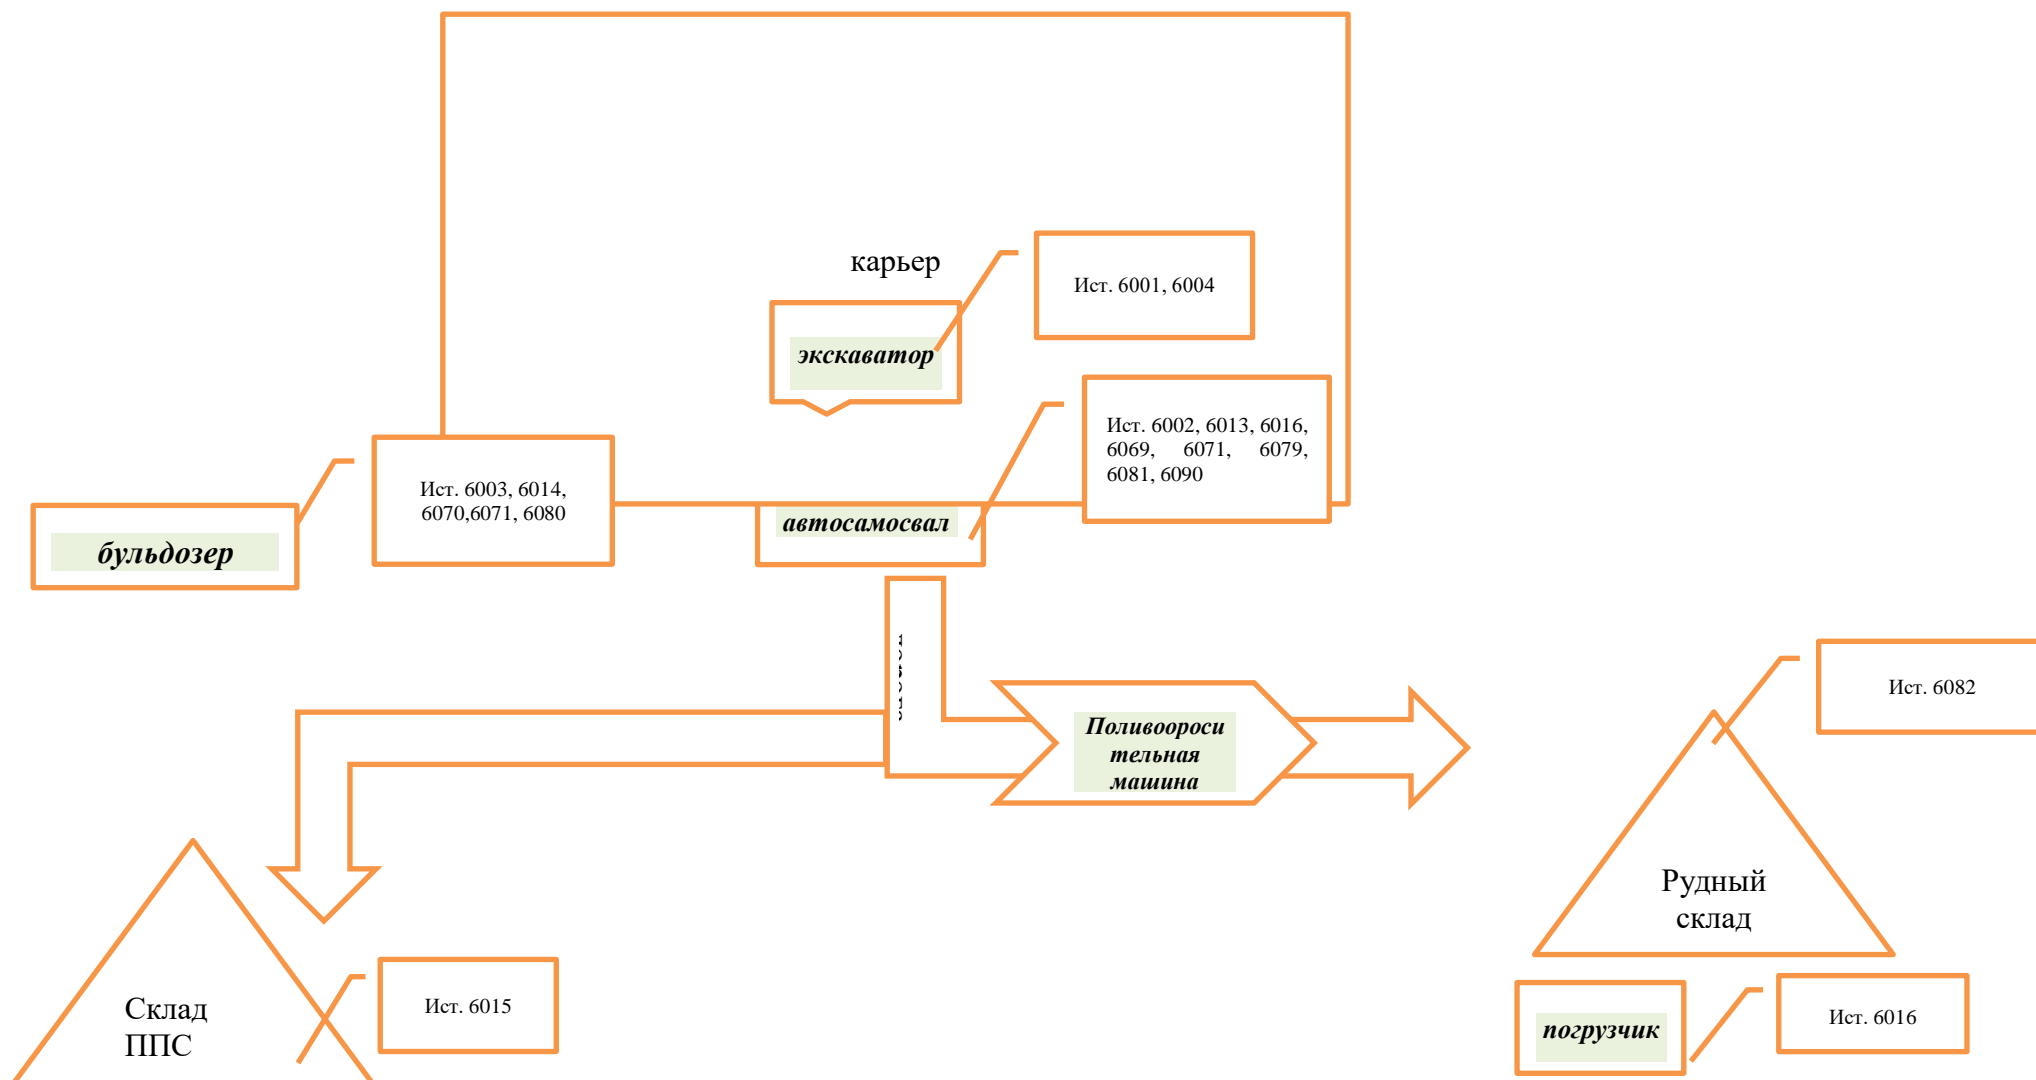 карьер
Ист. 6001, 6004
экскаватор
Ист. 6002, 6013, 6016,
6069, 6071, 6079,
6081, 6090
Ист. 6003, 6014,
6070,6071, 6080
бульдозер
автосамосвал
Поливоороси
тельная
машина
Ист. 6082
Рудный
склад
Склад
ППС
Ист. 6015
погрузчик
Ист. 6016